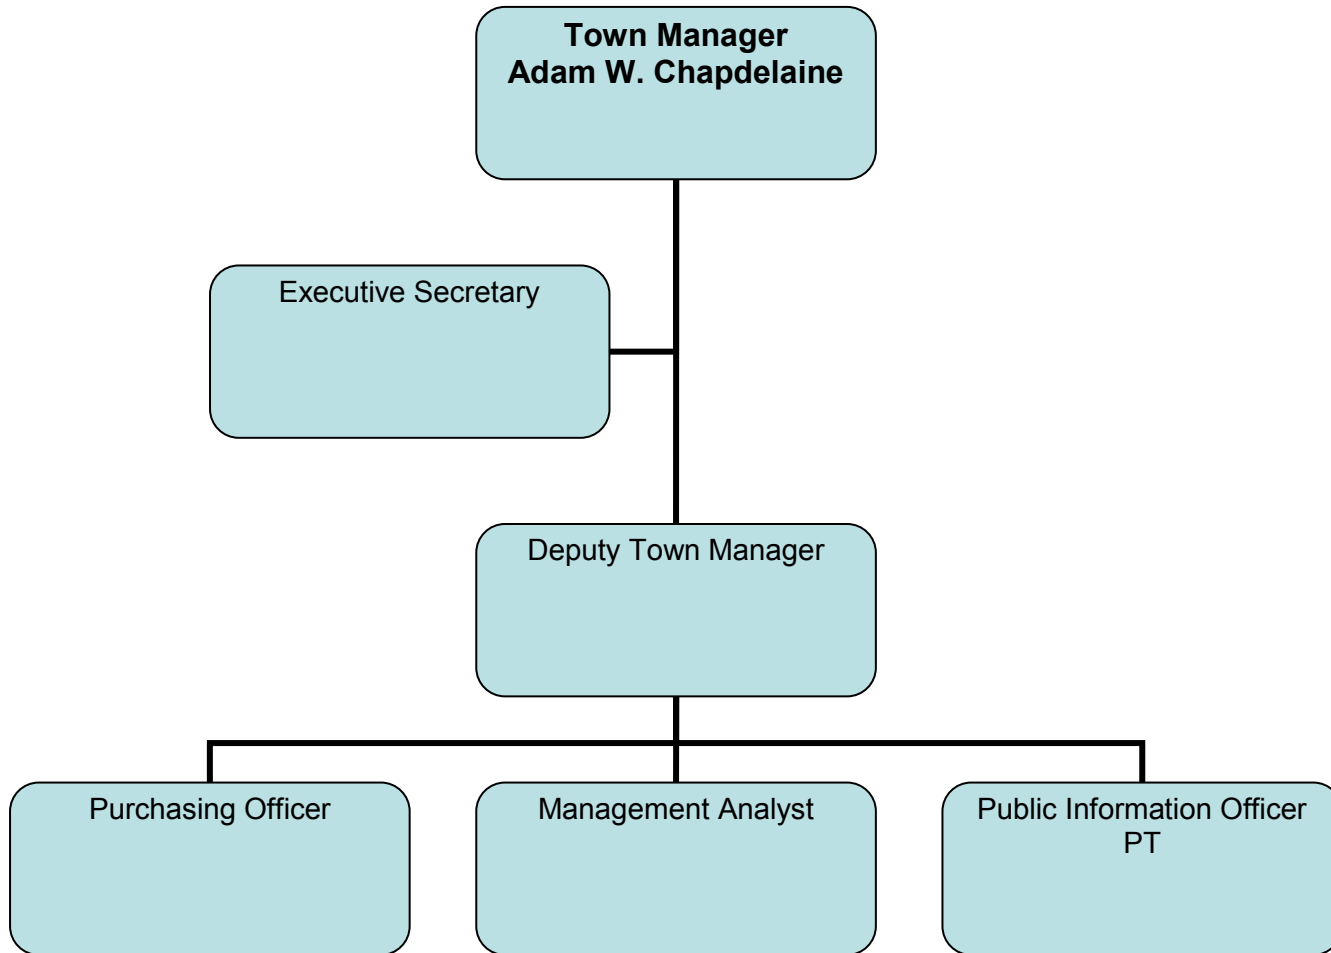 Town Manager
Adam W. Chapdelaine
Executive Secretary
Deputy Town Manager
Purchasing Officer
Management Analyst
Public Information Officer
PT